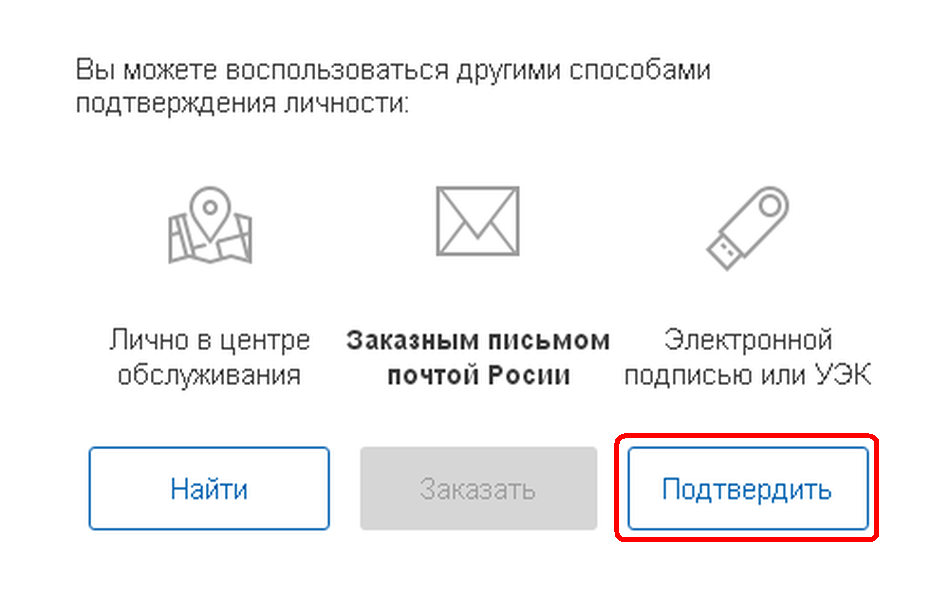 Вы можете воспользоваться другими способами
подтверждения личности:
Лично в центре
обслуживания
Заказным письмом
почтой Росии
Электронной
подписью или УЭК
Найти
Заказать
Подтвердить